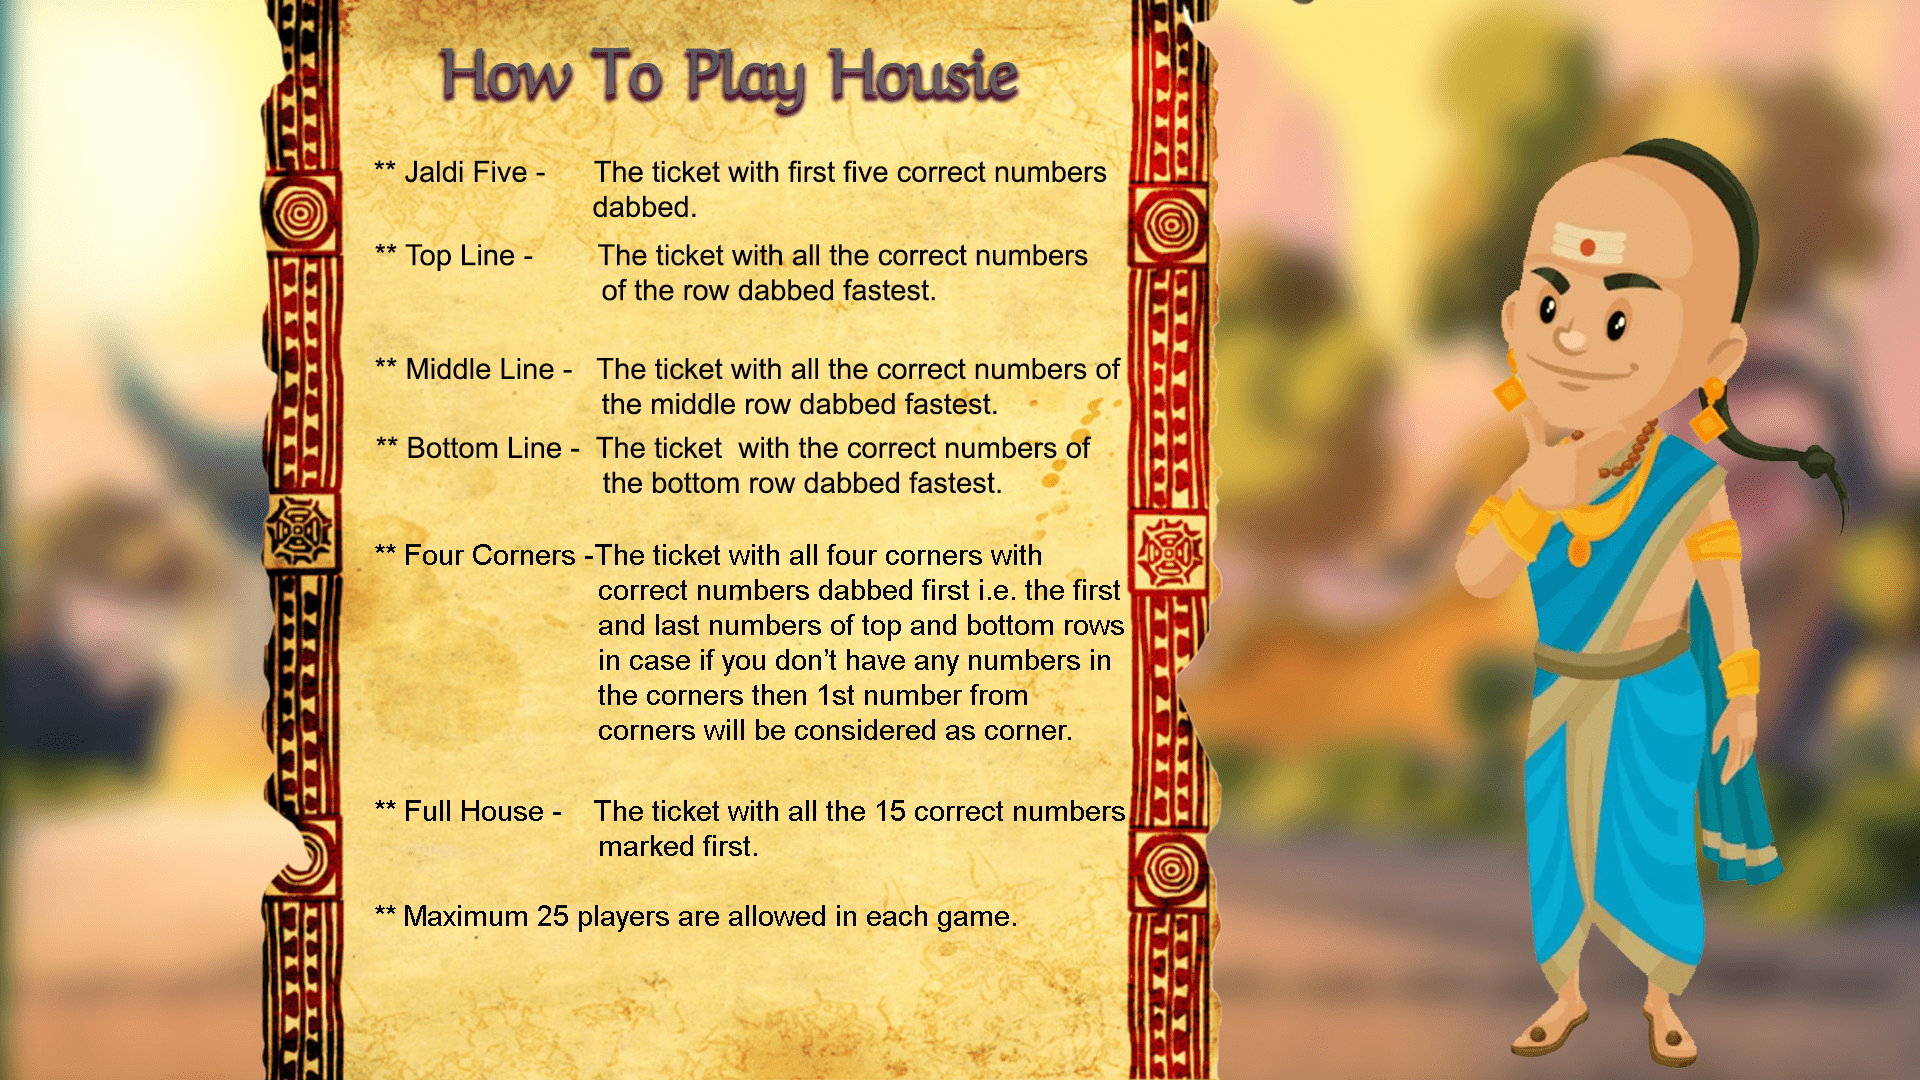 How To Play Housie
** Jaldi Five - The ticket with first five correct numbers
dabbed.
** Top Line - The ticket with all the correct numbers
of the row dabbed fastest.
** Middle Line - The ticket with all the correct numbers of
the middle row dabbed fastest.
** Bottom Line - The ticket with the correct numbers of
the bottom row dabbed fastest.
** Four Corners -The ticket with all four corners with
correct numbers dabbed first i.e. the first
and last numbers of top and bottom rows
in case if you don’t have any numbers in
the corners then 1st number from
corners will be considered as corner.
** Full House - The ticket with all the 15 correct numbers
marked first.
** Maximum 25 players are allowed in each game.